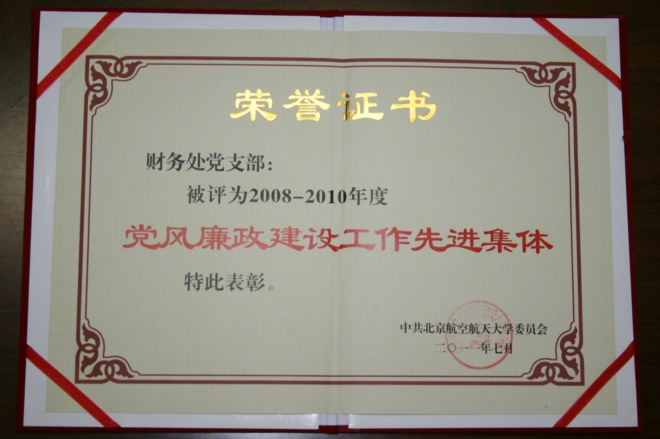 荣誉证书
财务处党支部：
被评为2008-2010年度
党风廉政建设工作先进集体
特此表彰。
中共北京航空航天大学委员会
二〇一一年七月